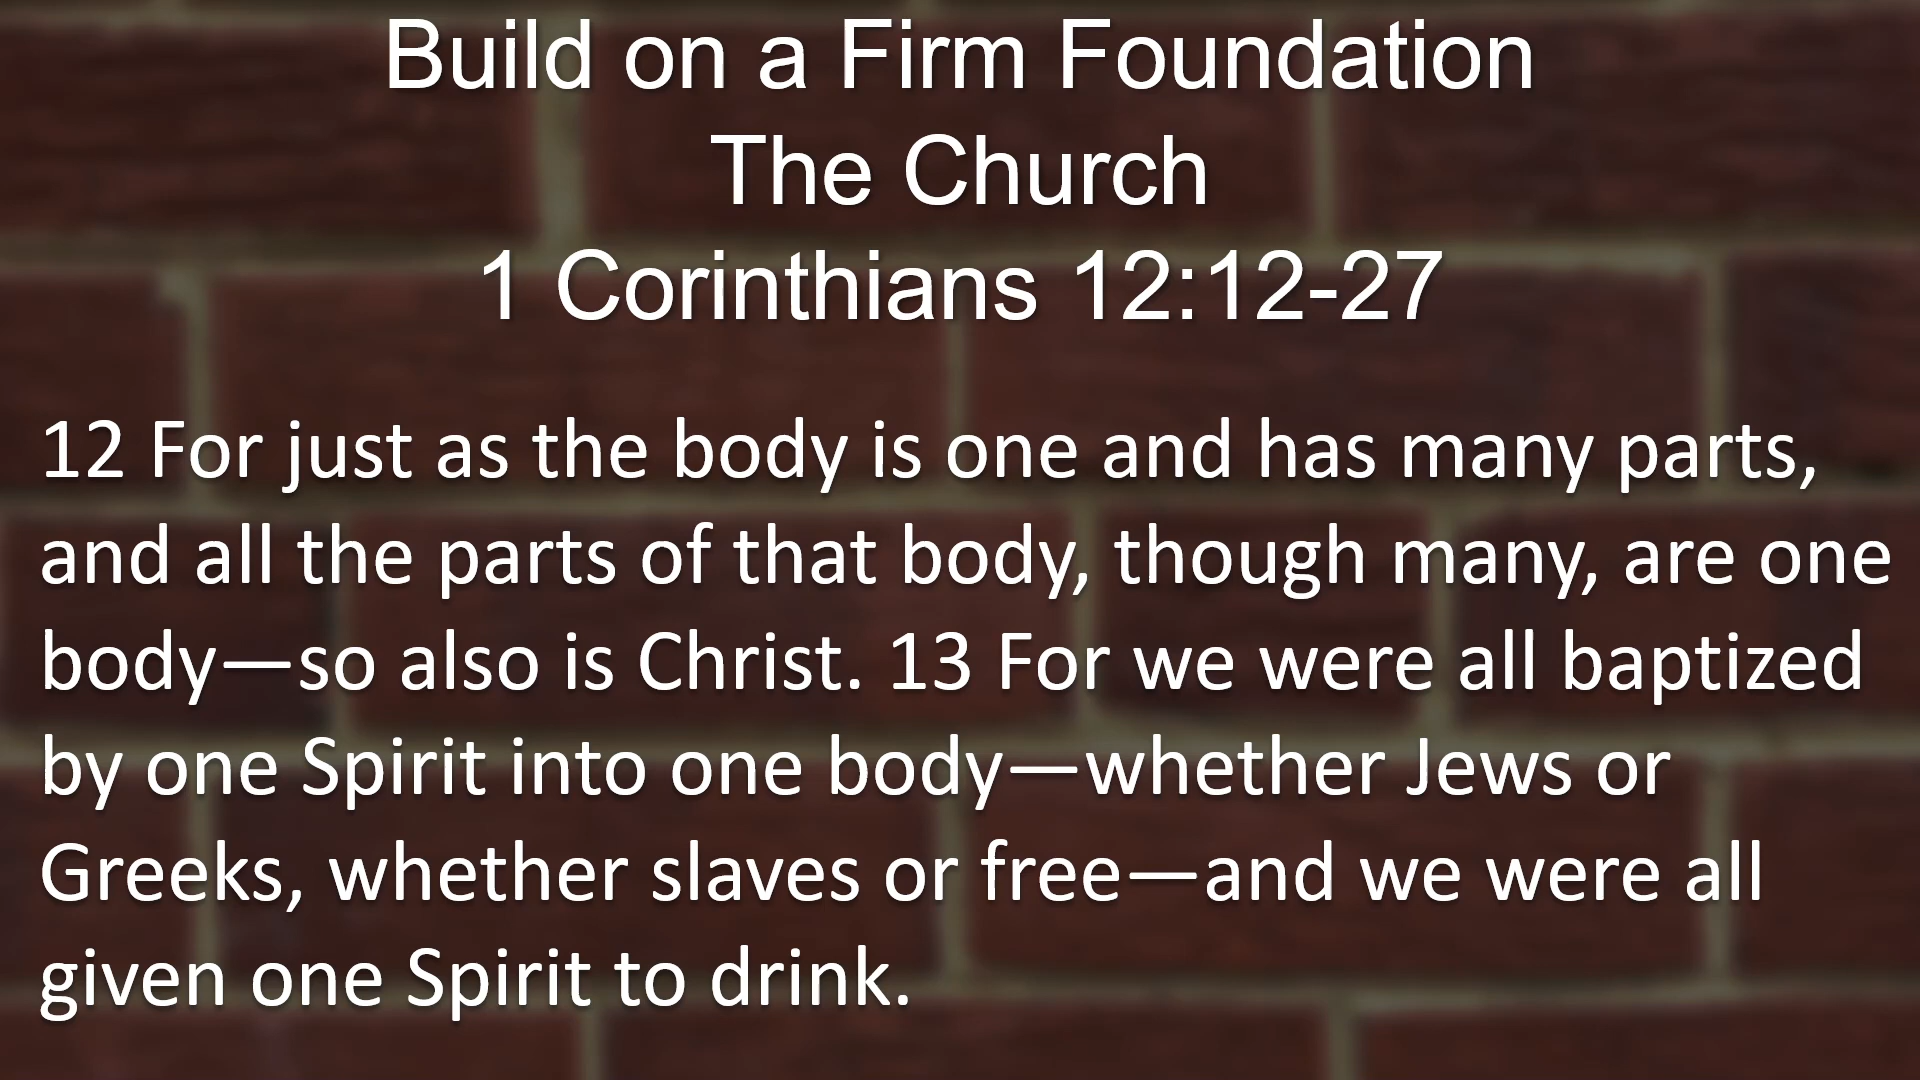 Build on a Firm Foundation
The Church
1 Corinthians 12:12-27
12 For just as the body is one and has many parts,
and all the parts of that body, though many, are one
body—so also is Christ. 13 For we were all baptized
by one Spirit into one body—whether Jews or
Greeks, whether slaves or free—and we were all
given one Spirit to drink.